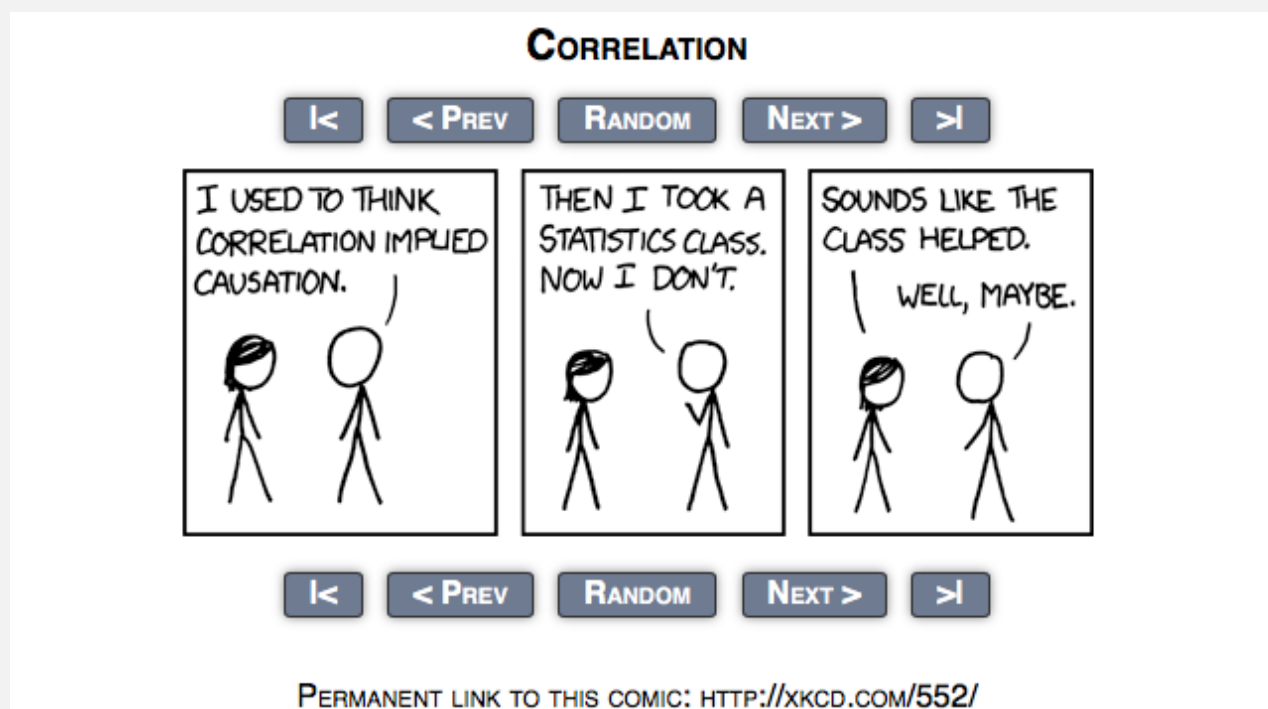 Correlation
|< < Prev Random Next > >|
I USED TO THINK
CORRELATION IMPLIED
CAUSATION.
THEN I TOOK A
STATISTICS CLASS.
NOW I DON'T.
SOUNDS LIKE THE
CLASS HELPED.
WELL, MAYBE.
|< < Prev Random Next > >|
Permanent link to this comic: http://xkcd.com/552/